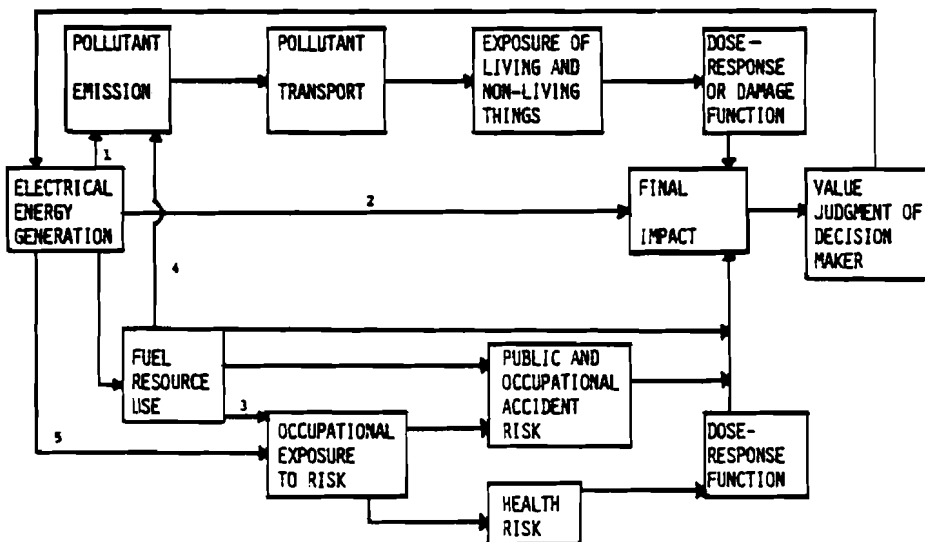 POLLUTANT
EMISSION
POLLUTANT
TRANSPORT
EXPOSURE OF
LIVING AND
NON-LIVING
THINGS
DOSE-
RESPONSE
OR DAMAGE
FUNCTION
1
ELECTRICAL
ENERGY
GENERATION
2
FINAL
IMPACT
VALUE
JUDGMENT OF
DECISION
MAKER
4
FUEL
RESOURCE
USE
3
PUBLIC AND
OCCUPATIONAL
ACCIDENT
RISK
5
OCCUPATIONAL
EXPOSURE
TO RISK
DOSE-
RESPONSE
FUNCTION
HEALTH
RISK